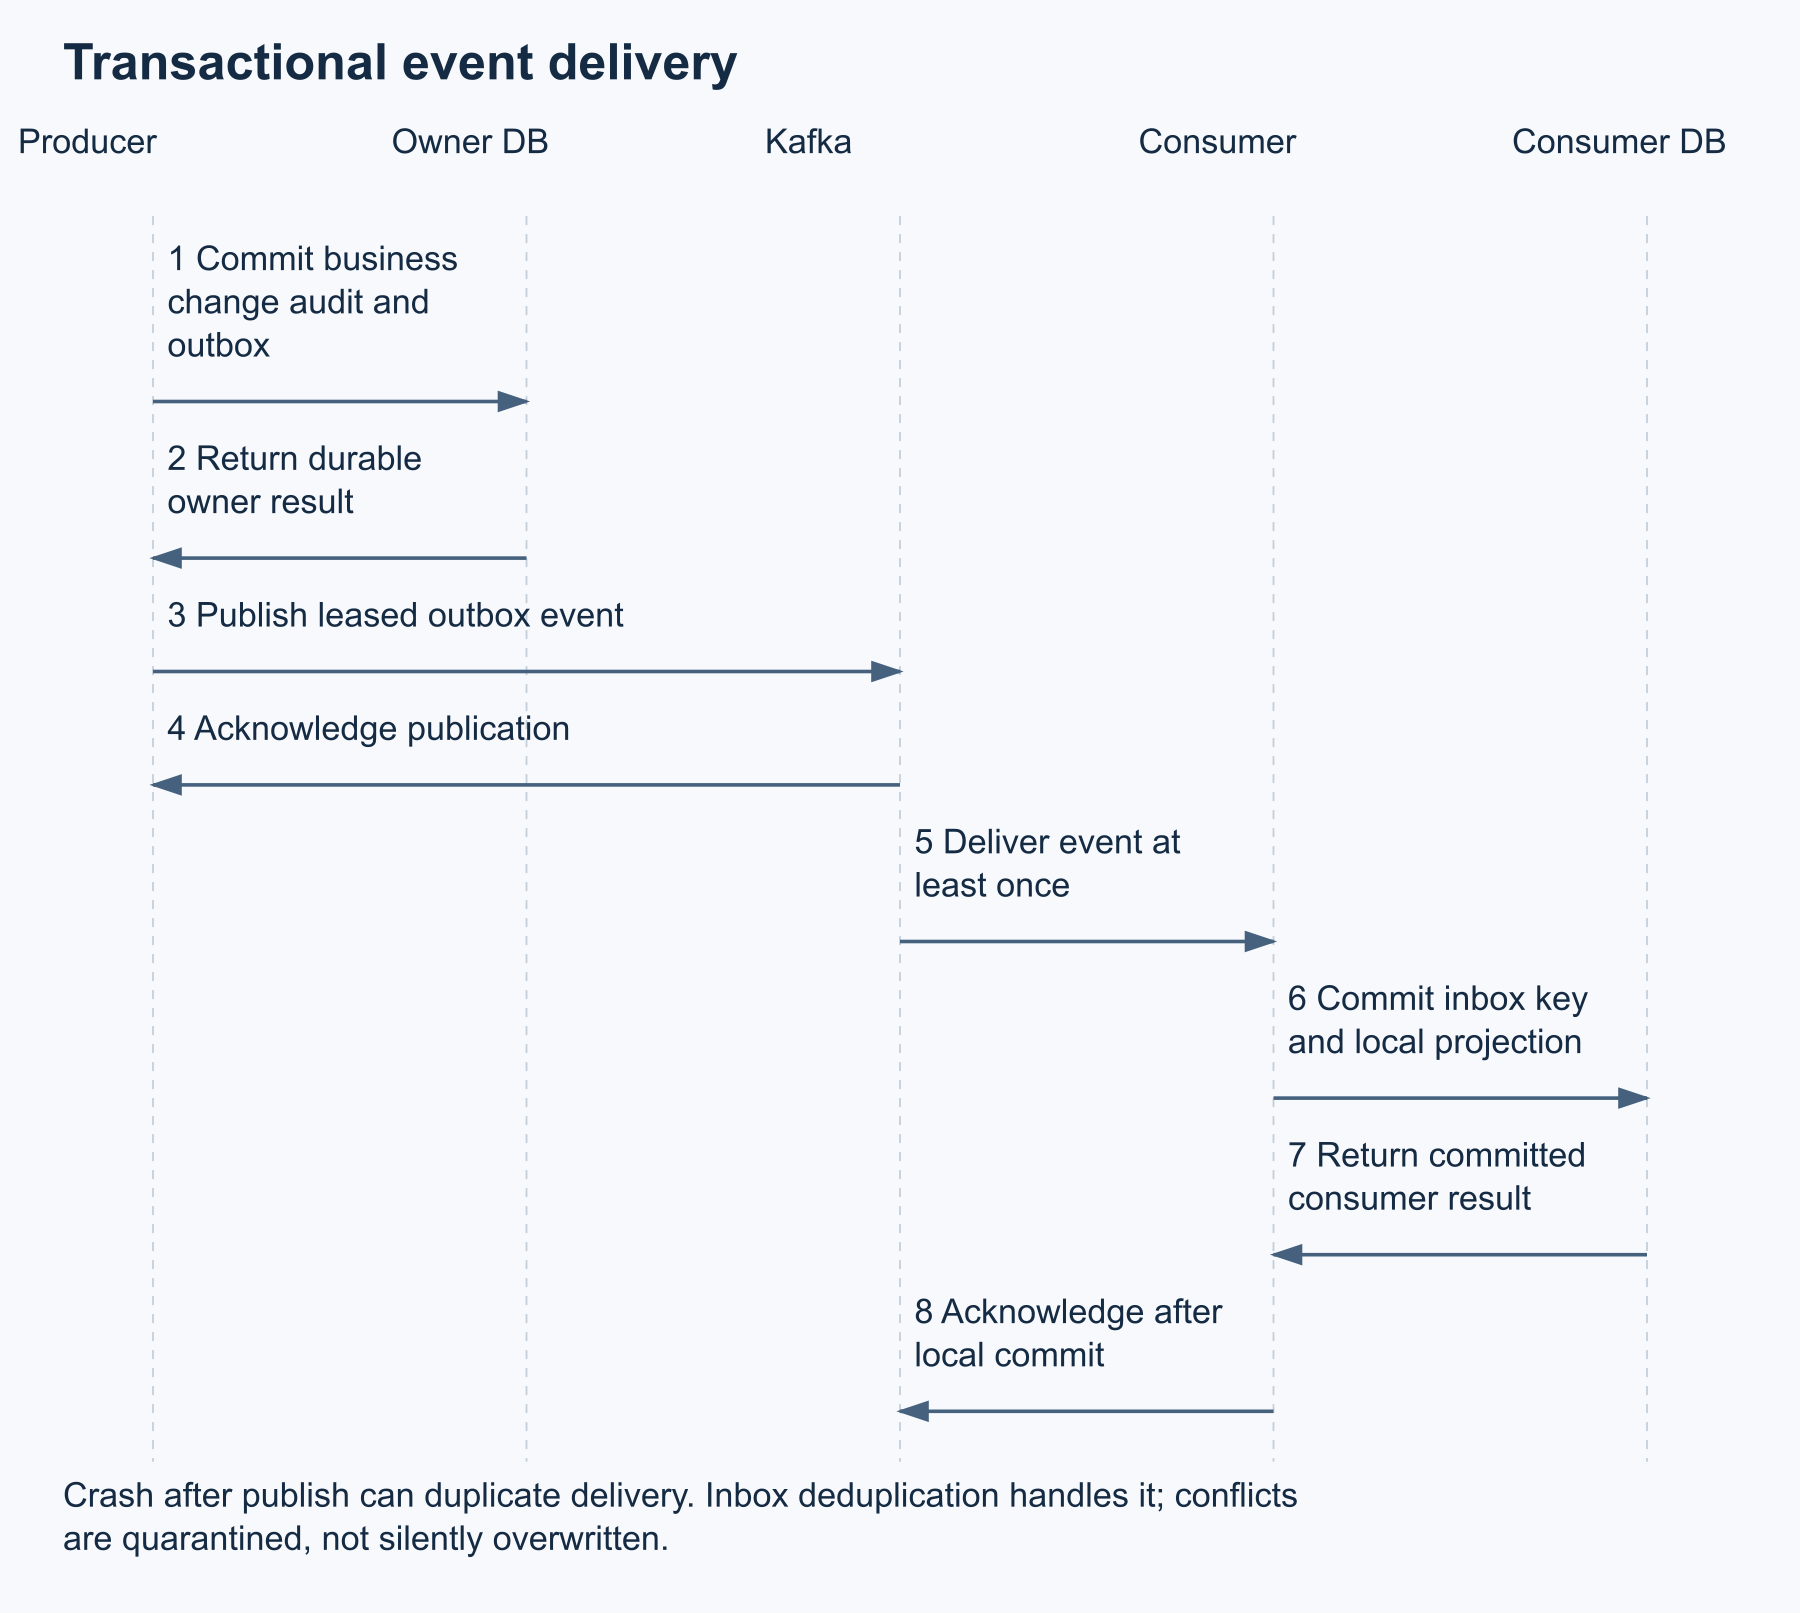 Transactional event delivery
Producer
Owner DB
Kafka
Consumer
Consumer DB
1 Commit business
change audit and
outbox
2 Return durable
owner result
3 Publish leased outbox event
4 Acknowledge publication
5 Deliver event at
least once
6 Commit inbox key
and local projection
7 Return committed
consumer result
8 Acknowledge after
local commit
Crash after publish can duplicate delivery. Inbox deduplication handles it; conflicts
are quarantined, not silently overwritten.